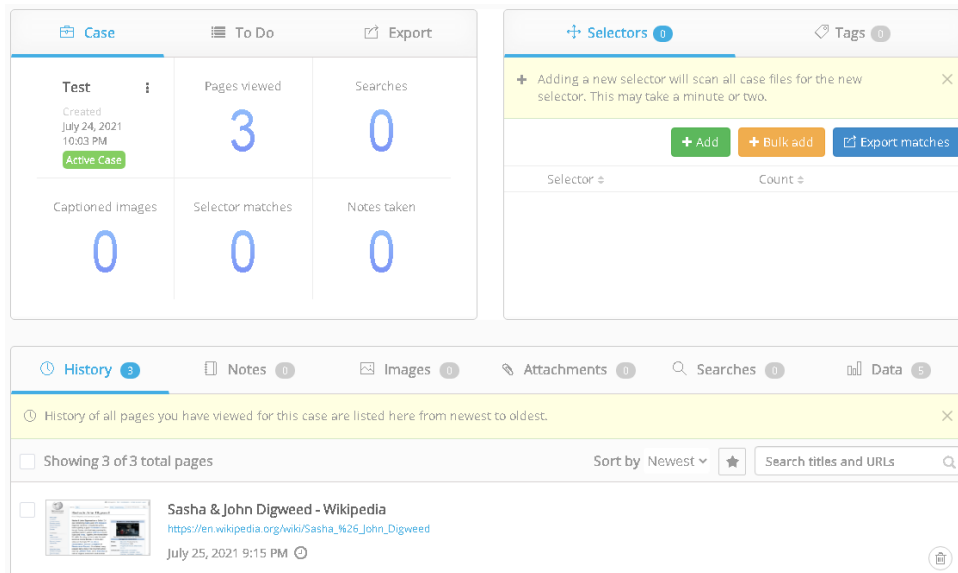 Case
To Do
Export
Test
Created
July 24, 2021
10:03 PM
Active Case
Pages viewed
3
Searches
0
Captioned images
0
Selector matches
0
Notes taken
0
Selectors 0
Tags 0
Adding a new selector will scan all case files for the new
selector. This may take a minute or two.
Add
Bulk add
Export matches
Selector
Count
History 3
Notes 0
Images 0
Attachments 0
Searches 0
Data 5
History of all pages you have viewed for this case are listed here from newest to oldest.
Showing 3 of 3 total pages
Sort by Newest
Search titles and URLs
Sasha & John Digweed - Wikipedia
https://en.wikipedia.org/wiki/Sasha_%26_John_Digweed
July 25, 2021 9:15 PM